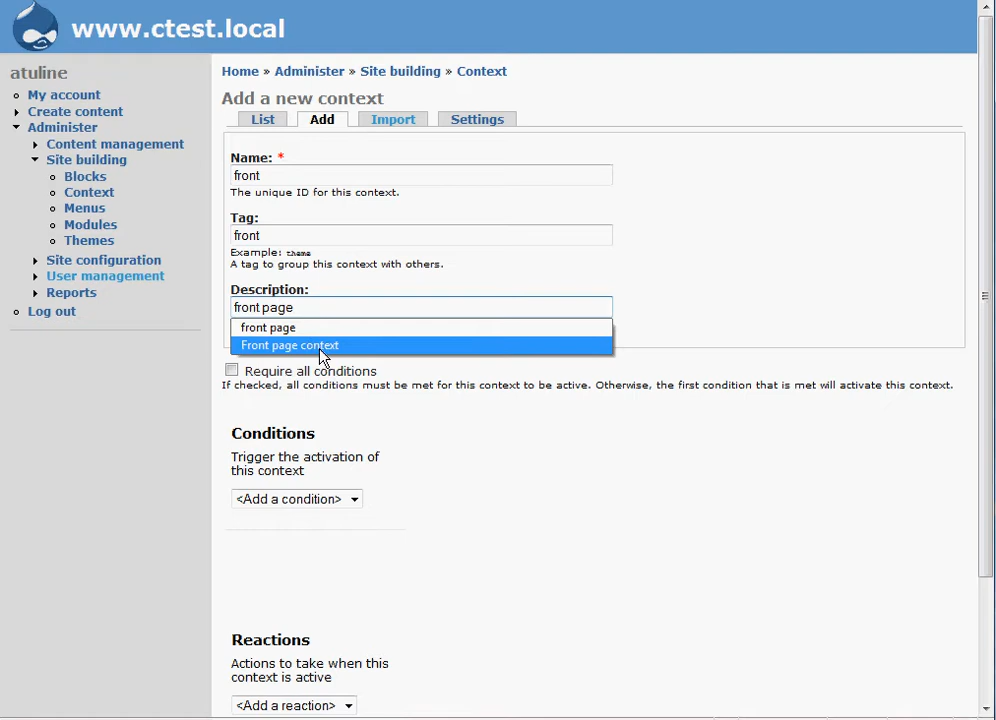 www.ctest.local
atuline
My account
Create content
Administer
Content management
Site building
Blocks
Context
Menus
Modules
Themes
Site configuration
User management
Reports
Log out
Home » Administer » Site building » Context
Add a new context
List Add Import Settings
Name: *
front
The unique ID for this context.
Tag:
front
Example: theme
A tag to group this context with others.
Description:
front page
front page
Front page context
Require all conditions
If checked, all conditions must be met for this context to be active. Otherwise, the first condition that is met will activate this context.
Conditions
Trigger the activation of
this context
<Add a condition>
Reactions
Actions to take when this
context is active
<Add a reaction>